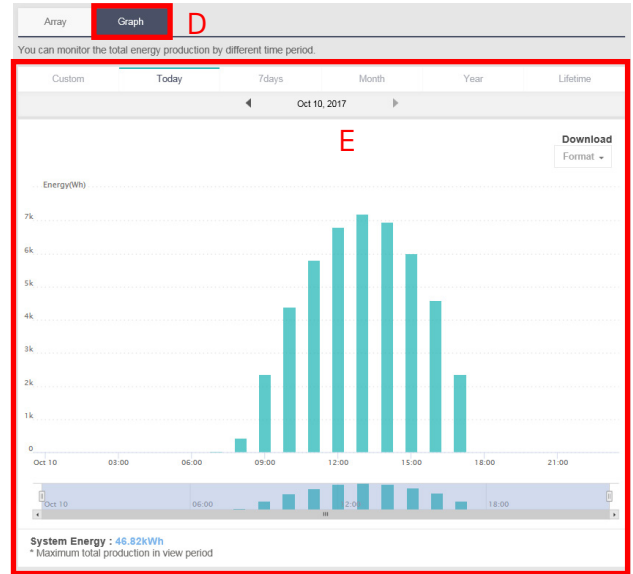 Array Graph D
You can monitor the total energy production by different time period.
Custom Today 7days Month Year Lifetime
Oct 10, 2017
E
Download
Format
Energy(Wh)
7k
6k
5k
4k
3k
2k
1k
0
Oct 10 03:00 06:00 09:00 12:00 15:00 18:00 21:00
Oct 10 06:00 12:00 18:00
System Energy : 46.82kWh
* Maximum total production in view period